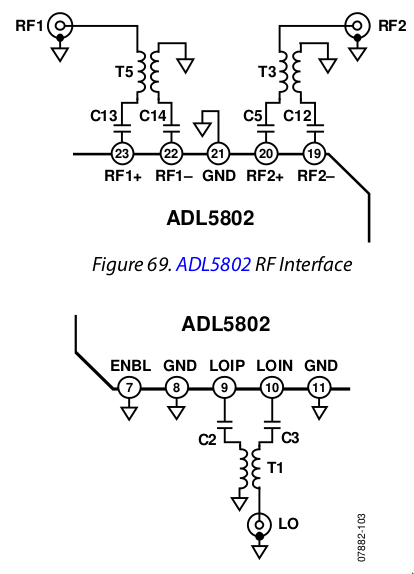 RF1
RF2
T5
T3
C13
C14
C5
C12
23
22
21
20
19
RF1+
RF1–
GND
RF2+
RF2–
ADL5802
Figure 69. ADL5802 RF Interface
ADL5802
ENBL
GND
LOIP
LOIN
GND
7
8
9
10
11
C2
C3
T1
LO
07882-103